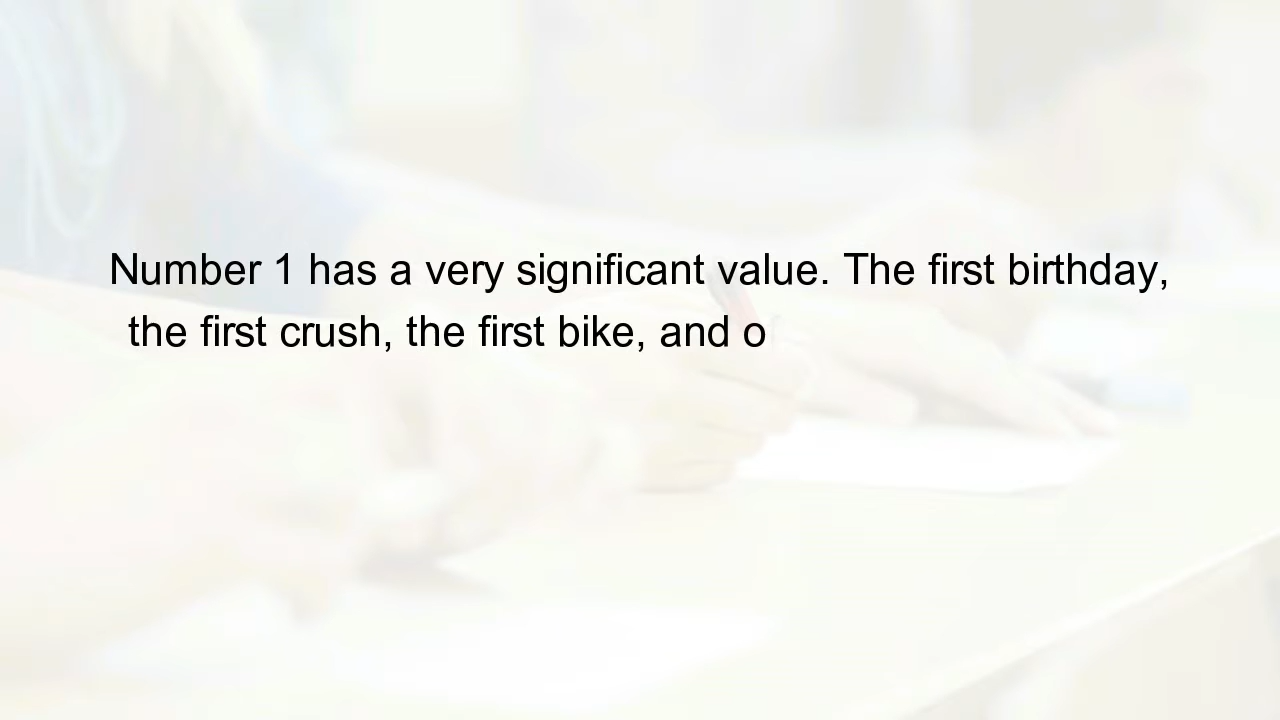 Number 1 has a very significant value. The first birthday,
the first crush, the first bike, and o